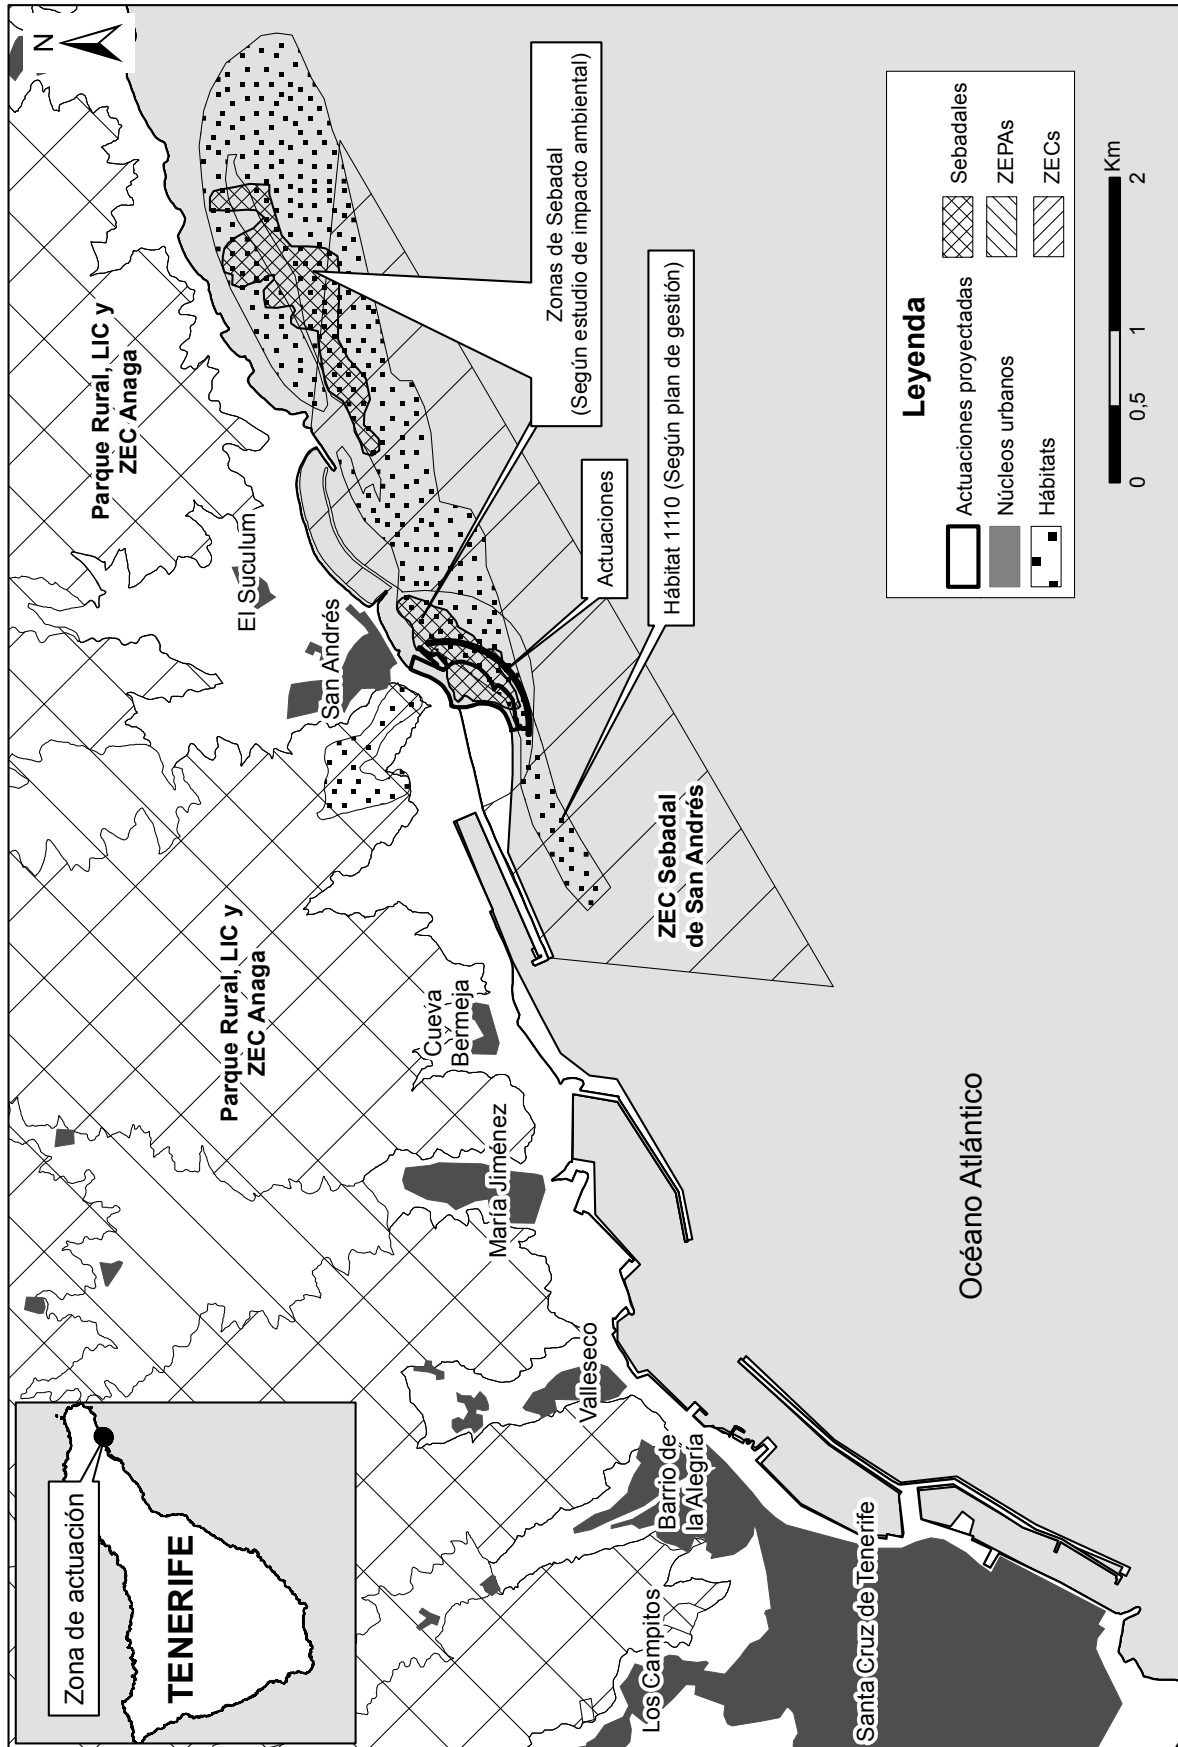 Zona de actuación
TENERIFE
N
Parque Rural, LIC y
ZEC Anaga
Parque Rural, LIC y
ZEC Anaga
El Suculum
San Andrés
Cueva
Bermeja
María Jiménez
Valleseco
Barrio de
la Alegría
Los Campitos
Santa Cruz de Tenerife
Zonas de Sebadal
(Según estudio de impacto ambiental)
Actuaciones
Hábitat 1110 (Según plan de gestión)
ZEC Sebadal
de San Andrés
Océano Atlántico
Leyenda
Actuaciones proyectadas
Núcleos urbanos
Hábitats
Sebadales
ZEPAs
ZECs
0 0,5 1 2
Km